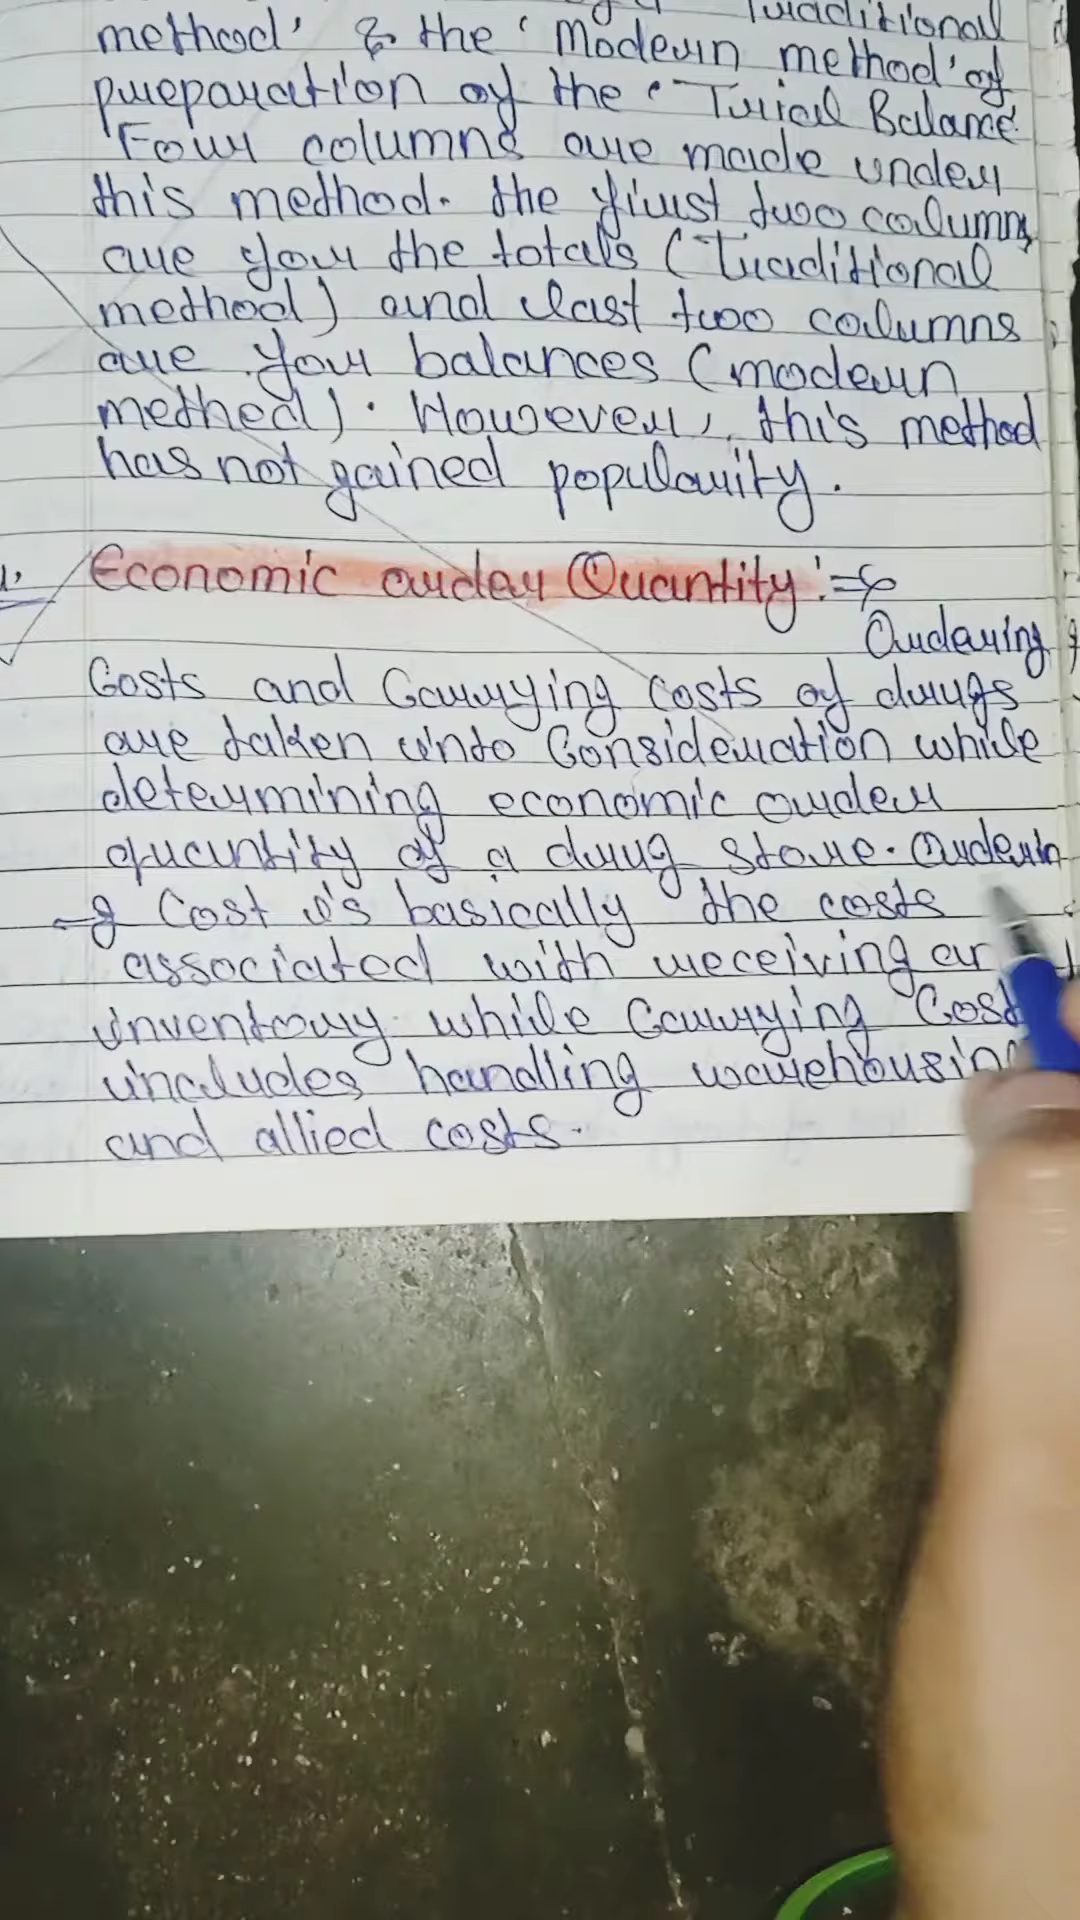 Traditional
method' & the 'Modern method' of
preparation of the 'Trial Balance'
Four columns are made under
this method. the first two columns
are for the totals (Traditional
method) and last two columns
are for balances (modern
method). However, this method
has not gained popularity.
1. Economic order Quantity :=>
Ordering
Costs and Carrying costs of drugs
are taken into Consideration while
determining economic order
quantity of a drug store. Orderin
-g Cost is basically the costs
associated with receiving an
inventory. while Carrying Cost
includes handling warehousing
and allied costs.